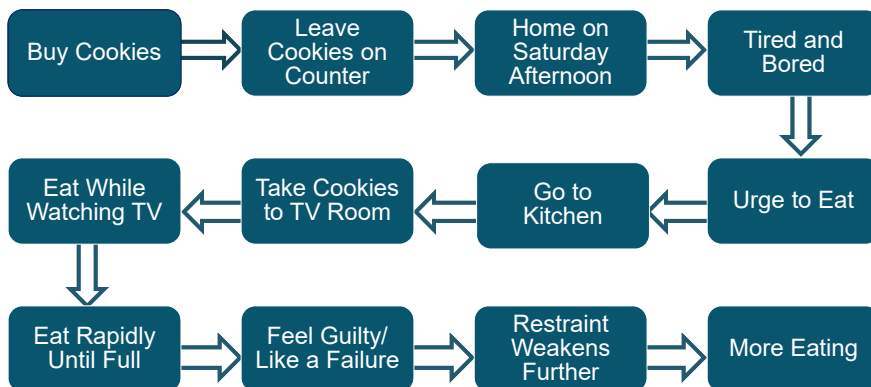 Buy Cookies
Leave
Cookies on
Counter
Home on
Saturday
Afternoon
Tired and
Bored
Urge to Eat
Go to
Kitchen
Take Cookies
to TV Room
Eat While
Watching TV
Eat Rapidly
Until Full
Feel Guilty/
Like a Failure
Restraint
Weakens
Further
More Eating